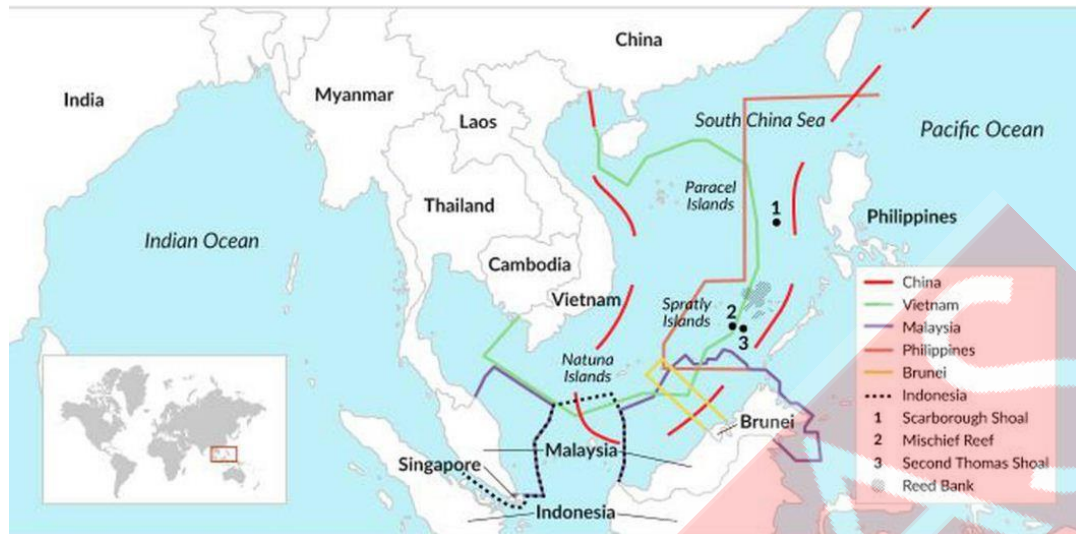 China
India
Myanmar
Laos
South China Sea
Pacific Ocean
Paracel
Islands
1
Thailand
Philippines
Indian Ocean
Cambodia
Vietnam
Spratly
Islands
2
3
Natuna
Islands
Brunei
Malaysia
Singapore
Indonesia
China
Vietnam
Malaysia
Philippines
Brunei
Indonesia
1 Scarborough Shoal
2 Mischief Reef
3 Second Thomas Shoal
Reed Bank